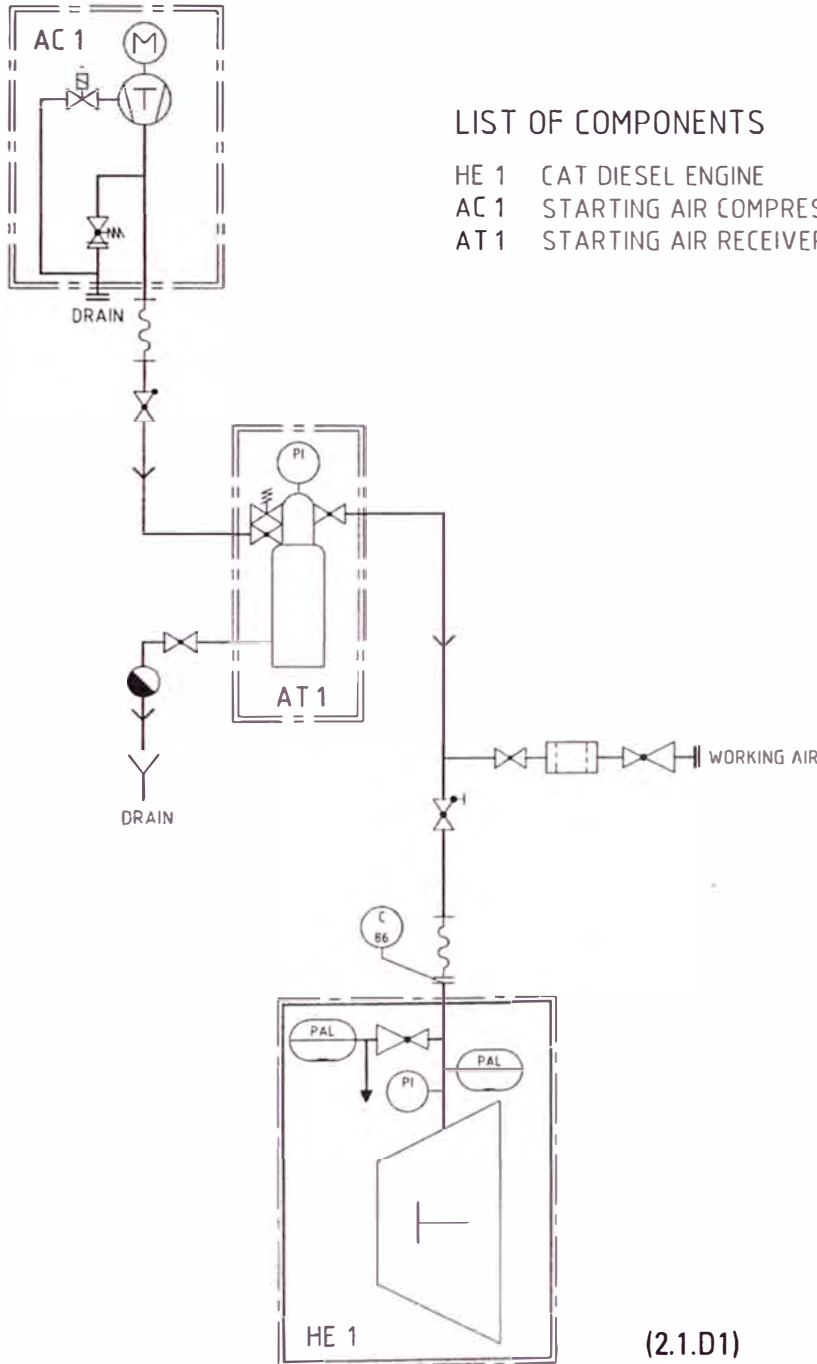 AC 1
M
LIST OF COMPONENTS
HE 1 CAT DIESEL ENGINE
AC 1 STARTING AIR COMPRES
AT 1 STARTING AIR RECEIVER
DRAIN
PI
AT 1
DRAIN
WORKING AIR
C
86
PAL
PAL
PI
HE 1
(2.1.D1)